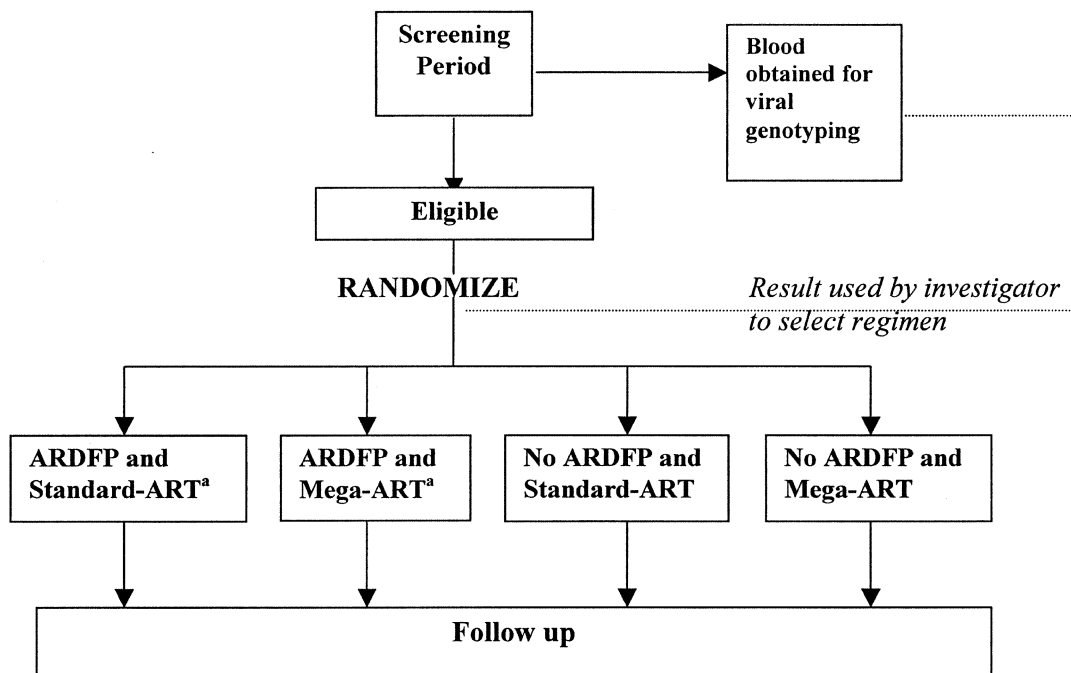 Screening
Period
Blood
obtained for
viral
genotyping
Eligible
RANDOMIZE
Result used by investigator
to select regimen
ARDFP and
Standard-ARTᵃ
ARDFP and
Mega-ARTᵃ
No ARDFP and
Standard-ART
No ARDFP and
Mega-ART
Follow up